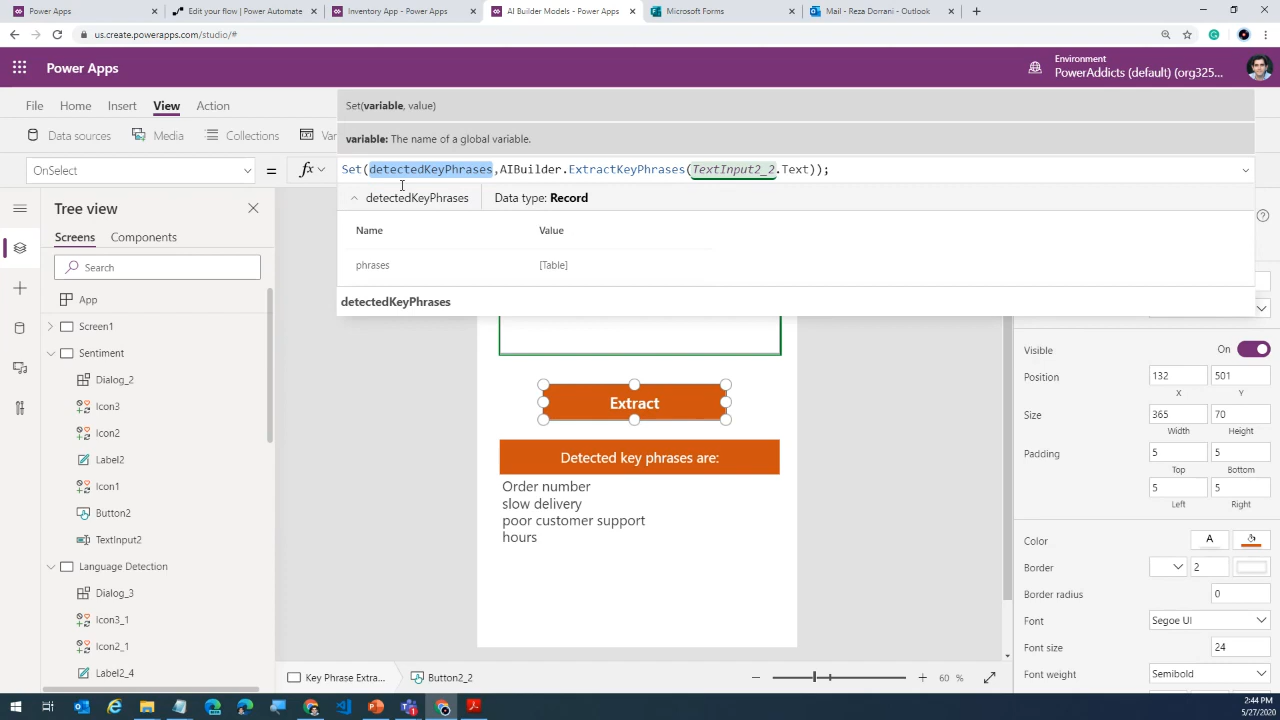 Power Apps
Edit your flow | Power Automate
Inventory App - Power Apps
AI Builder Models - Power Apps
Microsoft Forms
Mail - Reza Dorrani - Outlook
us.create.powerapps.com/studio/#
Power Apps
Environment
PowerAddicts (default) (org325...
File
Home
Insert
View
Action
Set(variable, value)
Data sources
Media
Collections
variable: The name of a global variable.
OnSelect
=
fx
Set(detectedKeyPhrases,AIBuilder.ExtractKeyPhrases(TextInput2_2.Text));
Tree view
detectedKeyPhrases
Data type: Record
Screens
Components
Name
Value
Search
phrases
[Table]
App
detectedKeyPhrases
Screen1
Sentiment
Dialog_2
Icon3
Icon2
Label2
Icon1
Button2
TextInput2
Language Detection
Dialog_3
Icon3_1
Icon2_1
Label2_4
Extract
Detected key phrases are:
Order number
slow delivery
poor customer support
hours
Visible
On
Position
132
501
X
Y
Size
365
70
Width
Height
Padding
5
5
Top
Bottom
5
5
Left
Right
Color
A
Border
2
Border radius
0
Font
Segoe UI
Font size
24
Font weight
Semibold
Key Phrase Extra...
Button2_2
60 %
2:44 PM
5/27/2020